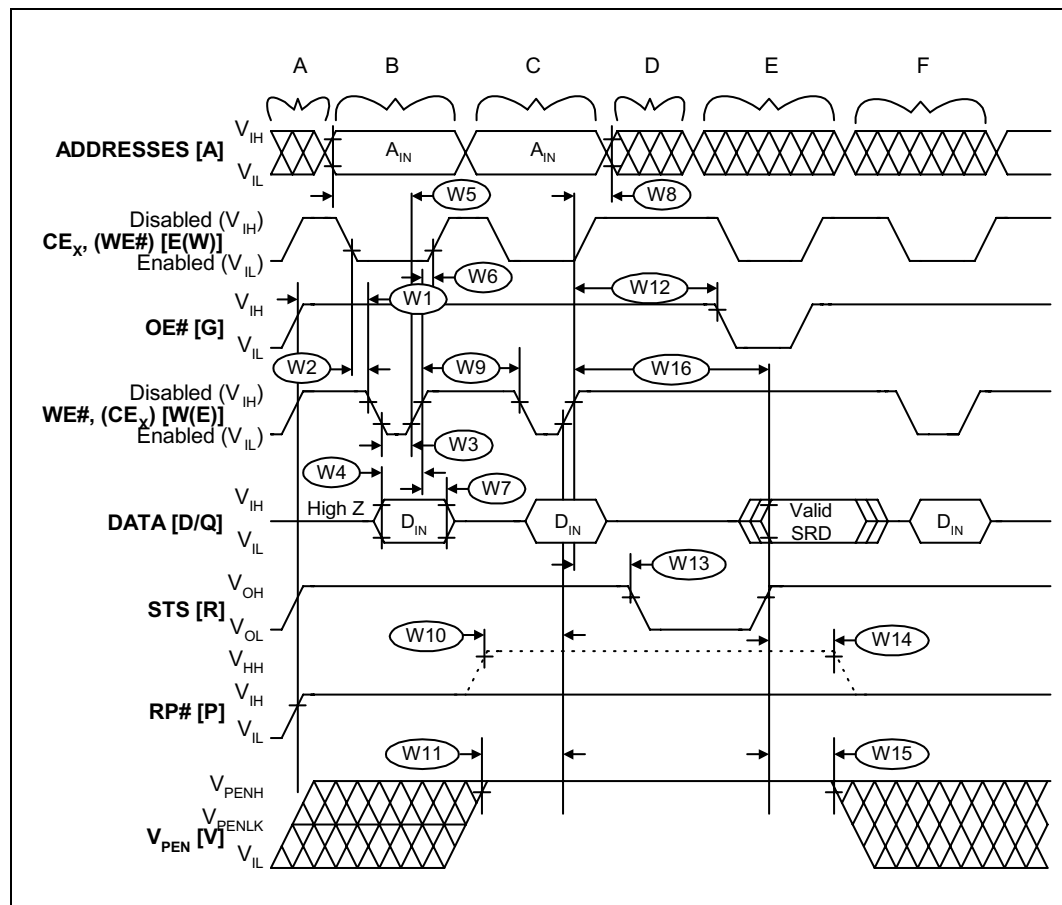 A B C D E F
V_IH
ADDRESSES [A] A_IN A_IN
V_IL
W5 W8
Disabled (V_IH)
CE_X, (WE#) [E(W)]
Enabled (V_IL)
W6
W1 W12
V_IH
OE# [G]
V_IL
W2 W9 W16
Disabled (V_IH)
WE#, (CE_X) [W(E)]
Enabled (V_IL)
W3
W4 W7
V_IH High Z
DATA [D/Q] D_IN D_IN Valid SRD D_IN
V_IL
W13
V_OH
STS [R]
V_OL
W10 W14
V_HH
V_IH
RP# [P]
V_IL
W11 W15
V_PENH
V_PENLK
V_PEN [V]
V_IL